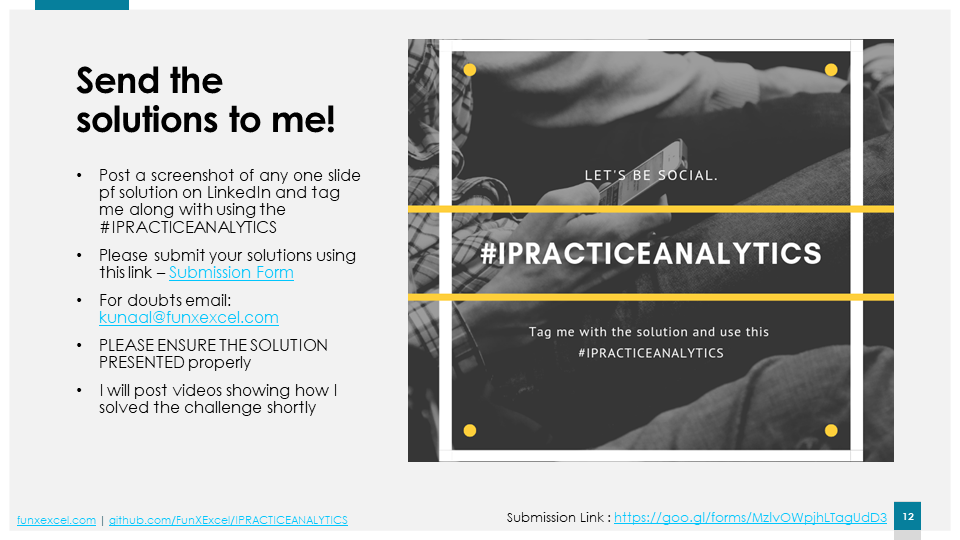 Send the
solutions to me!
• Post a screenshot of any one slide
pf solution on LinkedIn and tag
me along with using the
#IPRACTICEANALYTICS
• Please submit your solutions using
this link – Submission Form
• For doubts email:
kunaal@funxexcel.com
• PLEASE ENSURE THE SOLUTION
PRESENTED properly
• I will post videos showing how I
solved the challenge shortly
LET'S BE SOCIAL.
#IPRACTICEANALYTICS
Tag me with the solution and use this
#IPRACTICEANALYTICS
funxexcel.com | github.com/FunXExcel/IPRACTICEANALYTICS
Submission Link : https://goo.gl/forms/MzlvOWpjhLTagUdD3
12